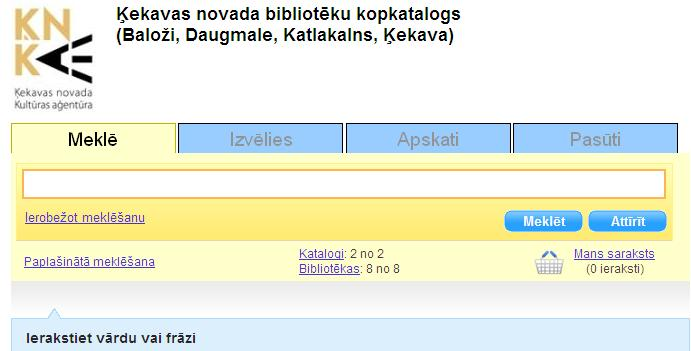 KN
KA
Ķekavas novada
Kultūras aģentūra
Ķekavas novada bibliotēku kopkatalogs
(Baloži, Daugmale, Katlakalns, Ķekava)
Meklē Izvēlies Apskati Pasūti
Ierobežot meklēšanu Meklēt Attīrīt
Paplašinātā meklēšana Katalogi: 2 no 2 Mans saraksts
Bibliotēkas: 8 no 8 (0 ieraksti)
Ierakstiet vārdu vai frāzi